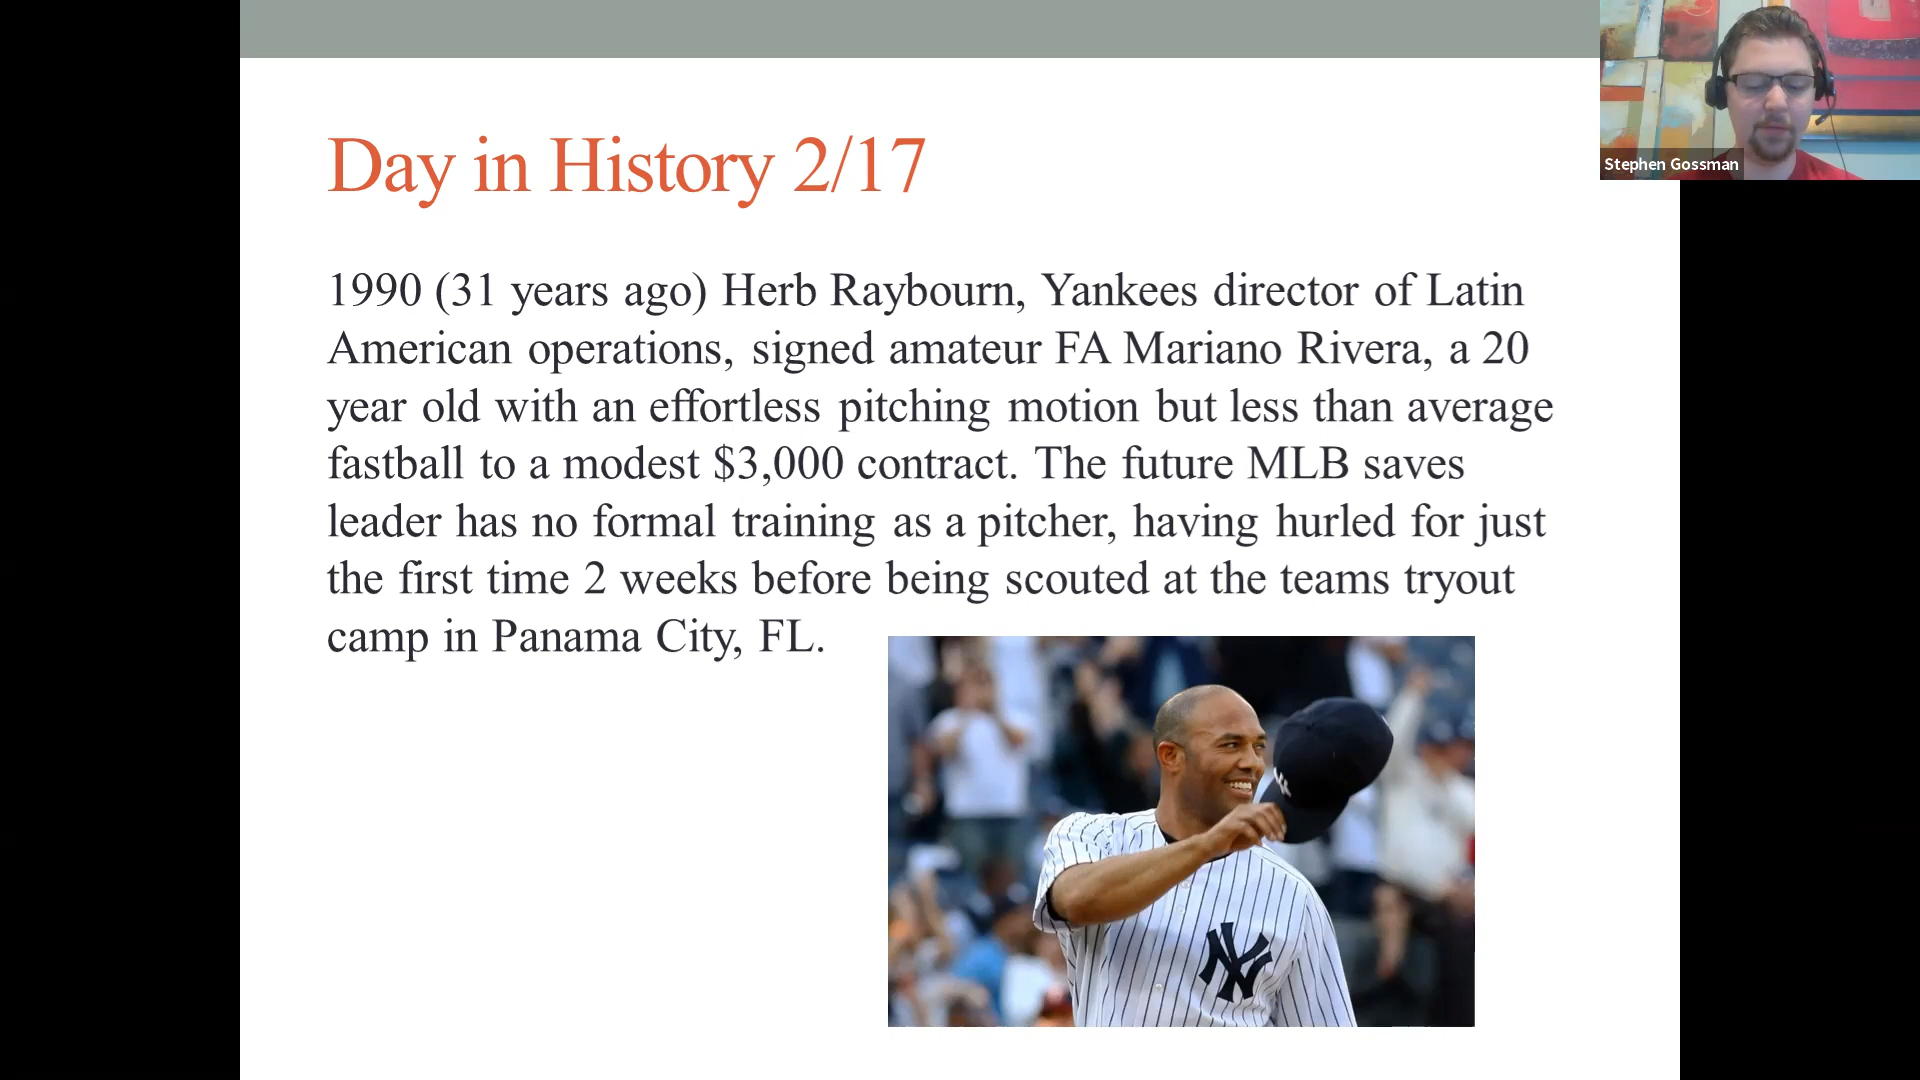 Day in History 2/17
1990 (31 years ago) Herb Raybourn, Yankees director of Latin
American operations, signed amateur FA Mariano Rivera, a 20
year old with an effortless pitching motion but less than average
fastball to a modest $3,000 contract. The future MLB saves
leader has no formal training as a pitcher, having hurled for just
the first time 2 weeks before being scouted at the teams tryout
camp in Panama City, FL.
Stephen Gossman
NY